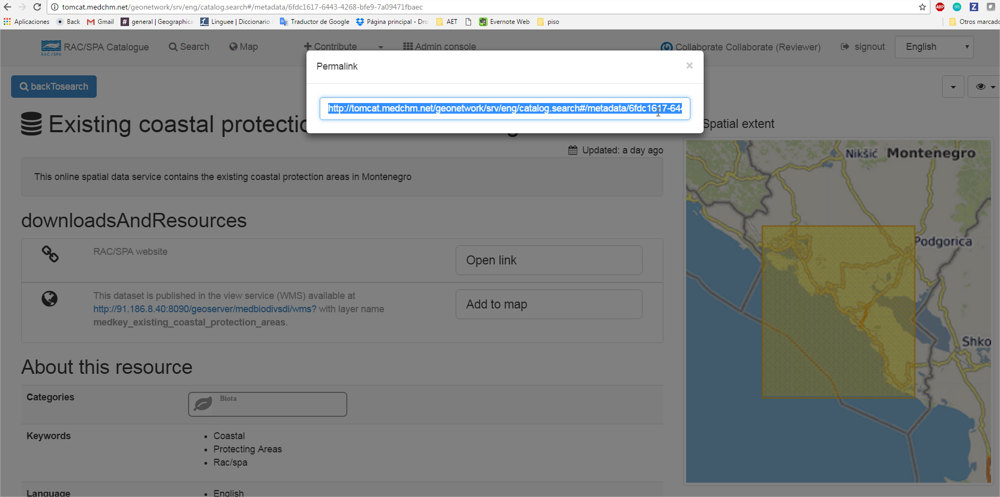 tomcat.medchm.net/geonetwork/srv/eng/catalog.search#/metadata/6fdc1617-6443-4268-bfe9-7a09471fbaec
ABP m Z
Aplicaciones Back Gmail general | Geographica Linguee | Diccionario Traductor de Google Página principal - Dro AET Evernote Web piso Otros marcado
RAC/SPA
RAC/SPA Catalogue Search Map Contribute Admin console Collaborate Collaborate (Reviewer) signout English
Permalink ×
backTosearch
http://tomcat.medchm.net/geonetwork/srv/eng/catalog.search#/metadata/6fdc1617-644
Existing coastal protectio g
Spatial extent
Updated: a day ago
This online spatial data service contains the existing coastal protection areas in Montenegro
downloadsAndResources
RAC/SPA website
Open link
This dataset is published in the view service (WMS) available at
http://91.186.8.40:8090/geoserver/medbiodivsdi/wms? with layer name
medkey_existing_coastal_protection_areas.
Add to map
About this resource
Categories
Biota
Keywords
Coastal
Protecting Areas
Rac/spa
Language
English
Nikšić Montenegro
Podgorica
Shko